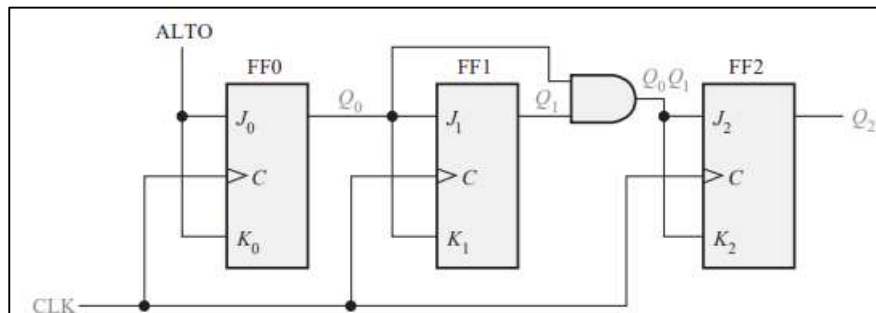 ALTO
FF0 FF1 FF2
Q₀ Q₁ Q₀Q₁
J₀ J₁ J₂ Q₂
C C C
K₀ K₁ K₂
CLK